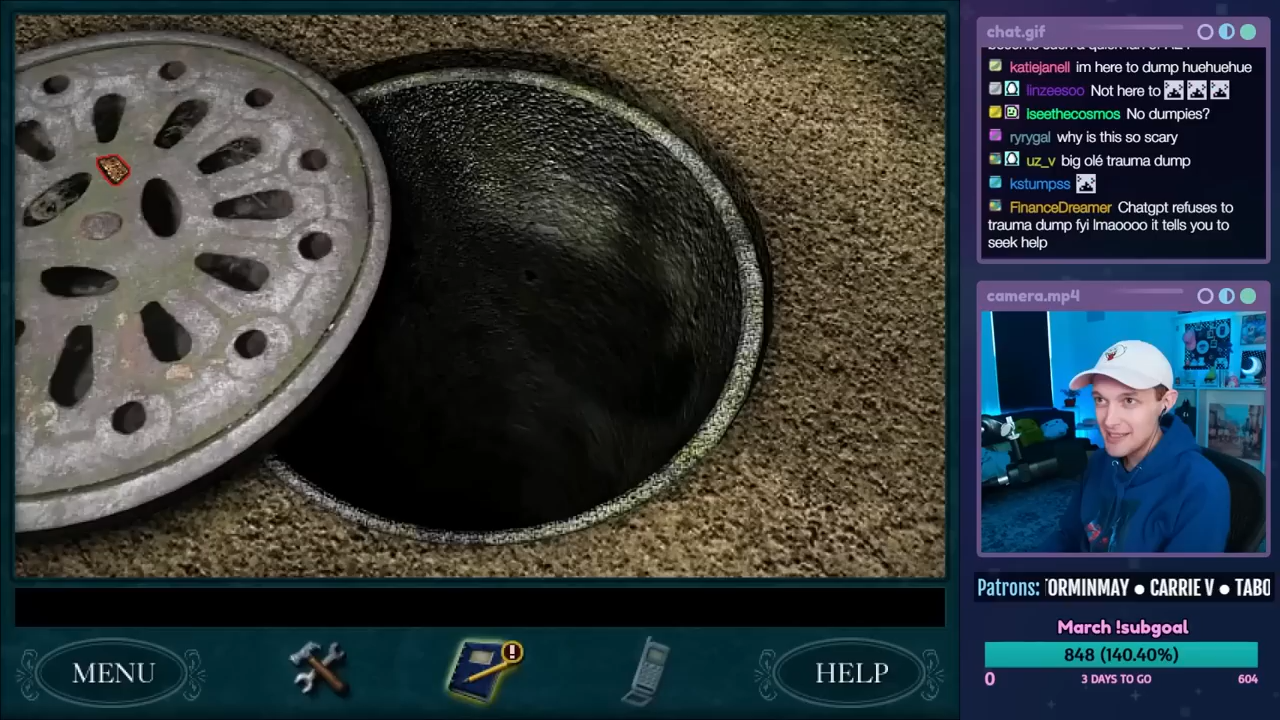 chat.gif
katiejanell im here to dump huehuehue
linzeesoo Not here to
iseethecosmos No dumpies?
ryrygal why is this so scary
uz_v big olé trauma dump
kstumpss
FinanceDreamer Chatgpt refuses to
trauma dump fyi lmaoooo it tells you to
seek help
camera.mp4
Patrons: TORMINMAY ● CARRIE V ● TABO
March !subgoal
848 (140.40%)
0 3 DAYS TO GO 604
MENU
!
HELP